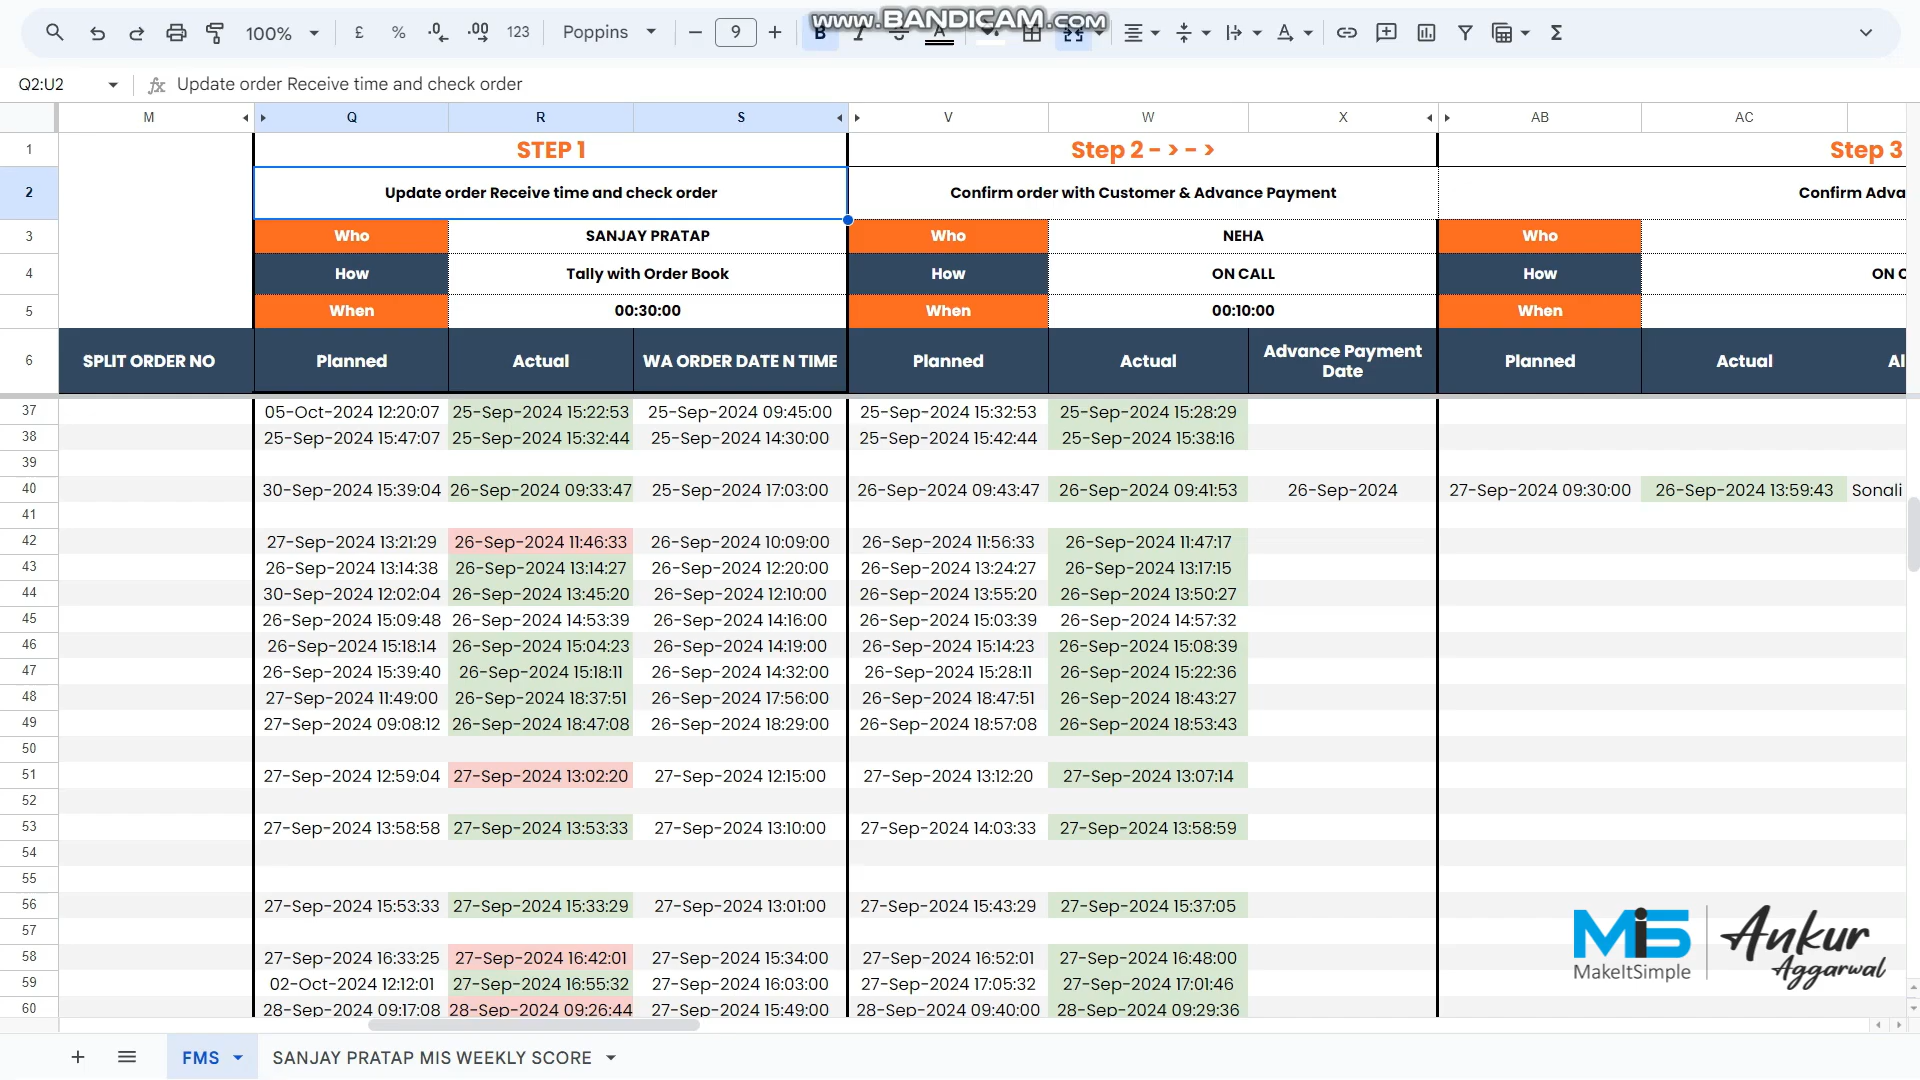 100%
£
%
.0
.00
123
Poppins
9
B
I
A
www.BANDICAM.com
Σ
Q2:U2
fx
Update order Receive time and check order
M
Q
R
S
V
W
X
AB
AC
1
STEP 1
Step 2 - > - >
Step 3
2
Update order Receive time and check order
Confirm order with Customer & Advance Payment
Confirm Adva
3
Who
SANJAY PRATAP
Who
NEHA
Who
4
How
Tally with Order Book
How
ON CALL
How
ON C
5
When
00:30:00
When
00:10:00
When
6
SPLIT ORDER NO
Planned
Actual
WA ORDER DATE N TIME
Planned
Actual
Advance Payment
Date
Planned
Actual
Al
37 05-Oct-2024 12:20:07 25-Sep-2024 15:22:53 25-Sep-2024 09:45:00 25-Sep-2024 15:32:53 25-Sep-2024 15:28:29
38 25-Sep-2024 15:47:07 25-Sep-2024 15:32:44 25-Sep-2024 14:30:00 25-Sep-2024 15:42:44 25-Sep-2024 15:38:16
39
40 30-Sep-2024 15:39:04 26-Sep-2024 09:33:47 25-Sep-2024 17:03:00 26-Sep-2024 09:43:47 26-Sep-2024 09:41:53 26-Sep-2024 27-Sep-2024 09:30:00 26-Sep-2024 13:59:43 Sonali
41
42 27-Sep-2024 13:21:29 26-Sep-2024 11:46:33 26-Sep-2024 10:09:00 26-Sep-2024 11:56:33 26-Sep-2024 11:47:17
43 26-Sep-2024 13:14:38 26-Sep-2024 13:14:27 26-Sep-2024 12:20:00 26-Sep-2024 13:24:27 26-Sep-2024 13:17:15
44 30-Sep-2024 12:02:04 26-Sep-2024 13:45:20 26-Sep-2024 12:10:00 26-Sep-2024 13:55:20 26-Sep-2024 13:50:27
45 26-Sep-2024 15:09:48 26-Sep-2024 14:53:39 26-Sep-2024 14:16:00 26-Sep-2024 15:03:39 26-Sep-2024 14:57:32
46 26-Sep-2024 15:18:14 26-Sep-2024 15:04:23 26-Sep-2024 14:19:00 26-Sep-2024 15:14:23 26-Sep-2024 15:08:39
47 26-Sep-2024 15:39:40 26-Sep-2024 15:18:11 26-Sep-2024 14:32:00 26-Sep-2024 15:28:11 26-Sep-2024 15:22:36
48 27-Sep-2024 11:49:00 26-Sep-2024 18:37:51 26-Sep-2024 17:56:00 26-Sep-2024 18:47:51 26-Sep-2024 18:43:27
49 27-Sep-2024 09:08:12 26-Sep-2024 18:47:08 26-Sep-2024 18:29:00 26-Sep-2024 18:57:08 26-Sep-2024 18:53:43
50
51 27-Sep-2024 12:59:04 27-Sep-2024 13:02:20 27-Sep-2024 12:15:00 27-Sep-2024 13:12:20 27-Sep-2024 13:07:14
52
53 27-Sep-2024 13:58:58 27-Sep-2024 13:53:33 27-Sep-2024 13:10:00 27-Sep-2024 14:03:33 27-Sep-2024 13:58:59
54
55
56 27-Sep-2024 15:53:33 27-Sep-2024 15:33:29 27-Sep-2024 13:01:00 27-Sep-2024 15:43:29 27-Sep-2024 15:37:05
57
58 27-Sep-2024 16:33:25 27-Sep-2024 16:42:01 27-Sep-2024 15:34:00 27-Sep-2024 16:52:01 27-Sep-2024 16:48:00
59 02-Oct-2024 12:12:01 27-Sep-2024 16:55:32 27-Sep-2024 16:03:00 27-Sep-2024 17:05:32 27-Sep-2024 17:01:46
60 28-Sep-2024 09:17:08 28-Sep-2024 09:26:44 27-Sep-2024 15:49:00 28-Sep-2024 09:40:00 28-Sep-2024 09:29:36
MiS
MakeItSimple
Ankur
Aggarwal
FMS
SANJAY PRATAP MIS WEEKLY SCORE